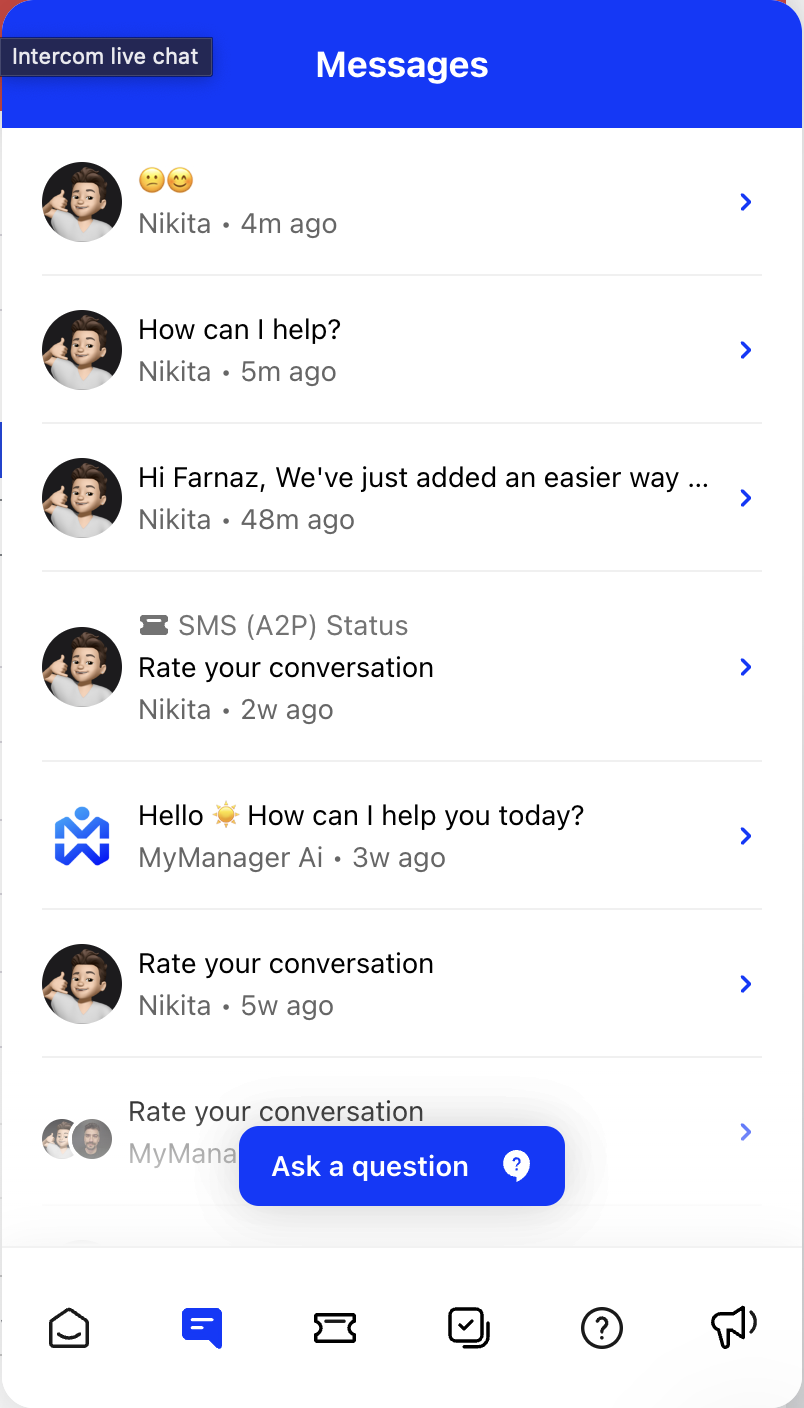 Intercom live chat
Messages
😕😊
Nikita • 4m ago
How can I help?
Nikita • 5m ago
Hi Farnaz, We've just added an easier way ...
Nikita • 48m ago
SMS (A2P) Status
Rate your conversation
Nikita • 2w ago
Hello ☀️ How can I help you today?
MyManager Ai • 3w ago
Rate your conversation
Nikita • 5w ago
Rate your conversation
MyMana
Ask a question